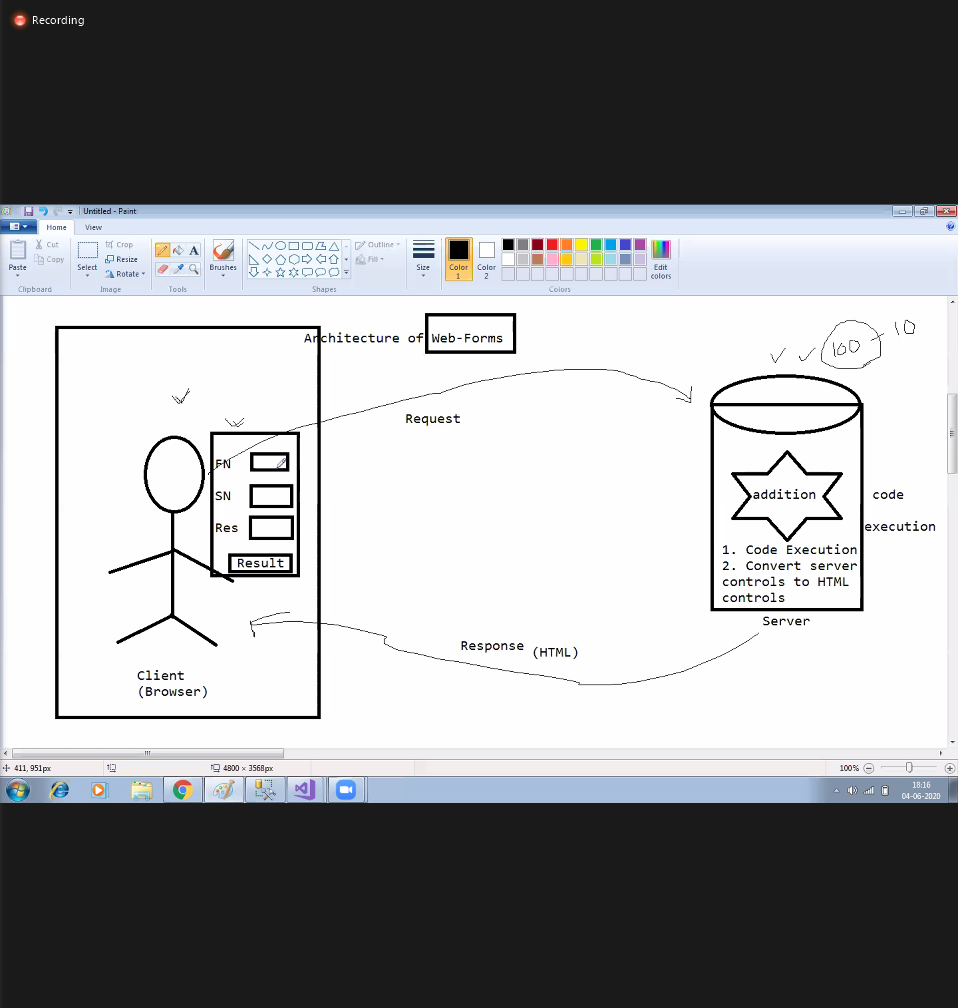 Recording
Untitled - Paint
Home
View
Paste
Cut
Copy
Clipboard
Select
Crop
Resize
Rotate
Image
A
Tools
Brushes
Shapes
Outline
Fill
Size
Color
1
Color
2
Edit
colors
Colors
Architecture of Web-Forms
100
10
Request
FN
SN
Res
Result
addition
code
execution
1. Code Execution
2. Convert server
controls to HTML
controls
Server
Response (HTML)
Client
(Browser)
411, 951px
4800 × 3568px
100%
18:16
04-06-2020